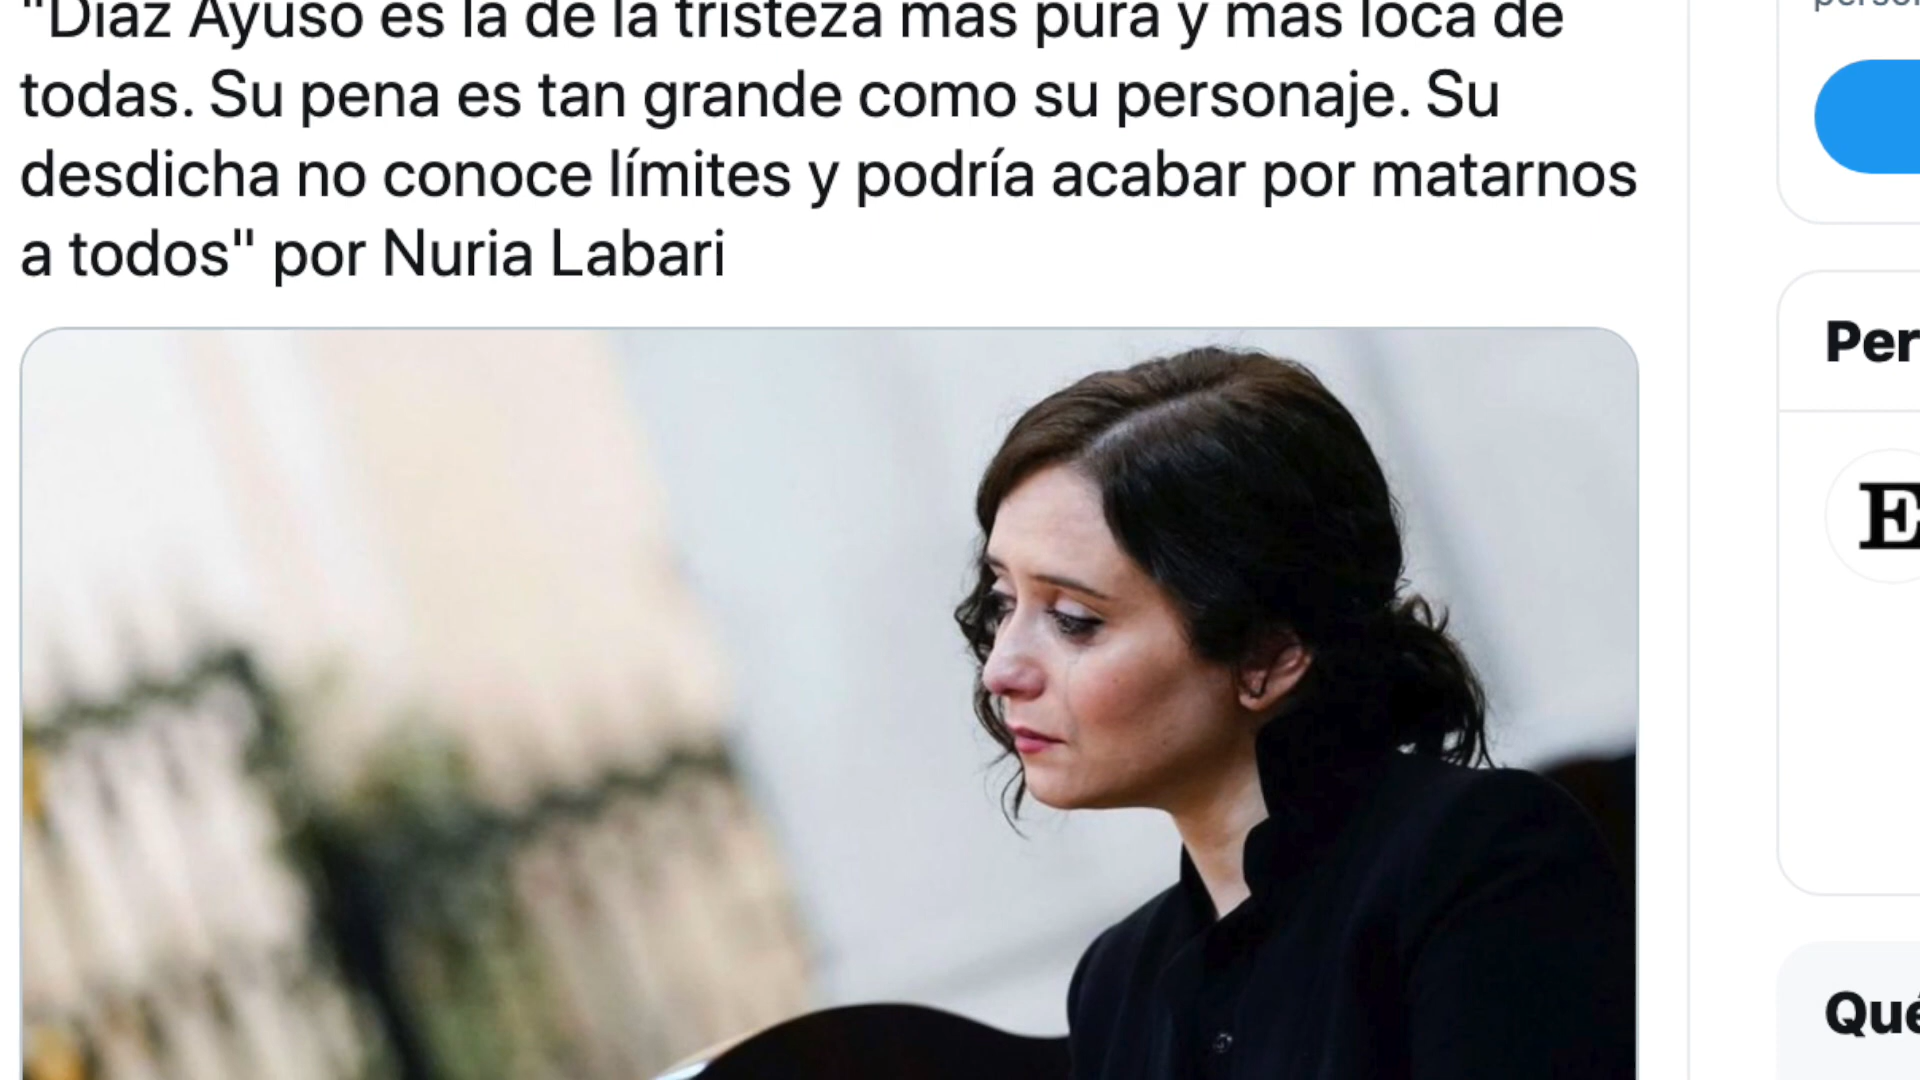 "Díaz Ayuso es la de la tristeza más pura y más loca de
todas. Su pena es tan grande como su personaje. Su
desdicha no conoce límites y podría acabar por matarnos
a todos" por Nuria Labari
Per
E
Qué